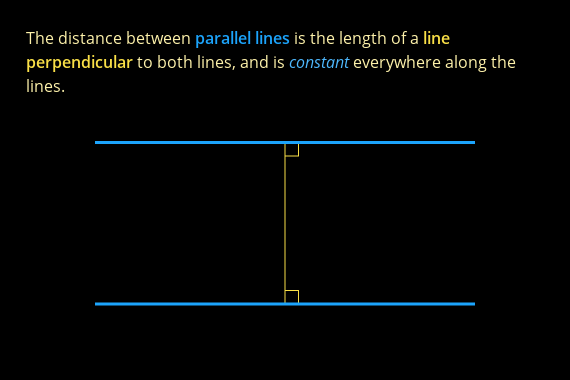 The distance between parallel lines is the length of a line
perpendicular to both lines, and is constant everywhere along the
lines.